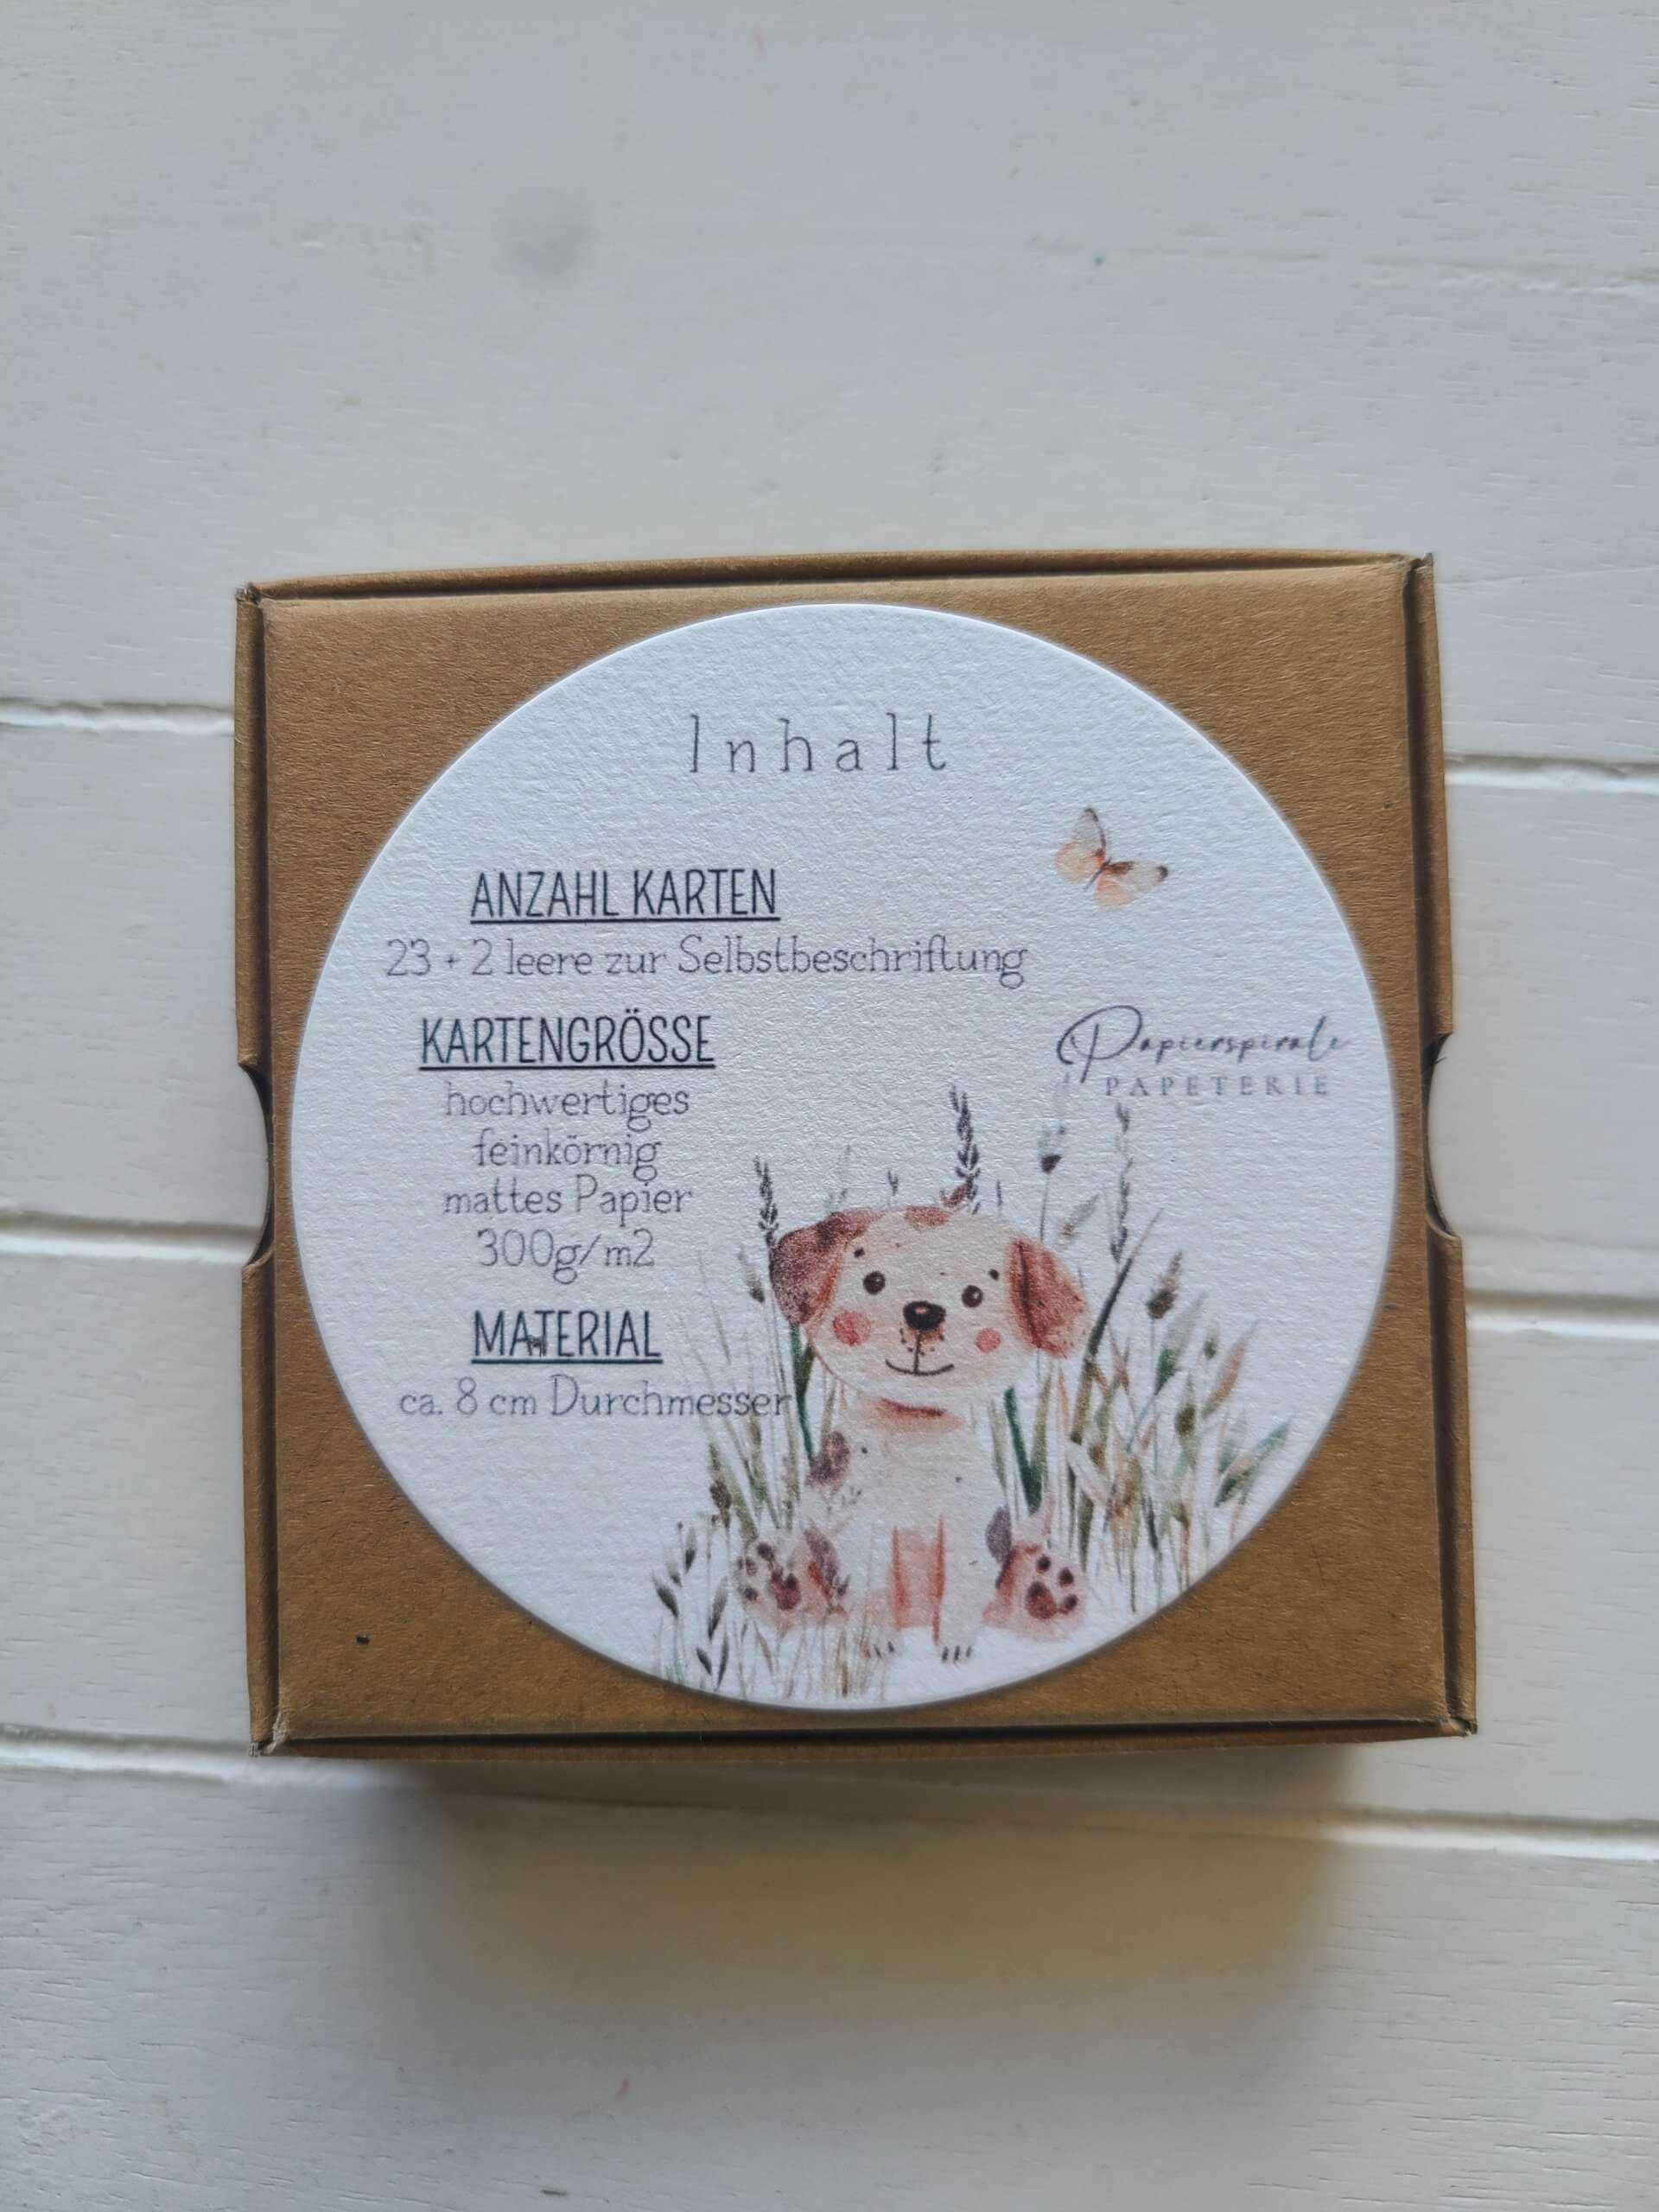 Inhalt
ANZAHL KARTEN
23 + 2 leere zur Selbstbeschriftung
KARTENGRÖSSE
hochwertiges
feinkörnig
mattes Papier
300g/m2
MATERIAL
ca. 8 cm Durchmesser
Papierspirale
PAPETERIE